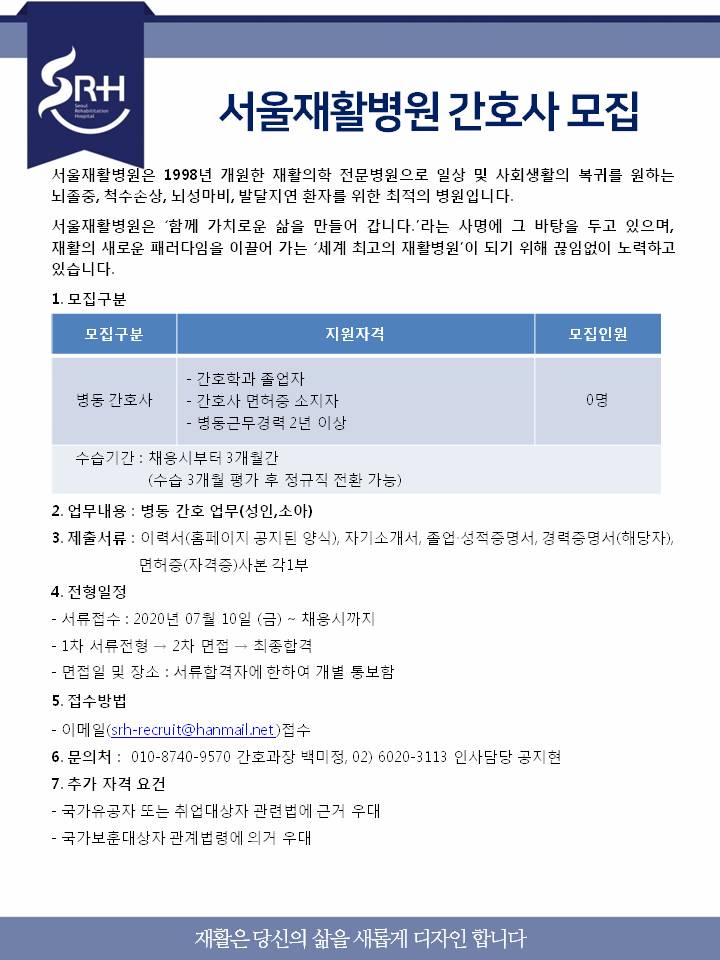 SRH
Seoul
Rehabilitation
Hospital
서울재활병원 간호사 모집
서울재활병원은 1998년 개원한 재활의학 전문병원으로 일상 및 사회생활의 복귀를 원하는
뇌졸중, 척수손상, 뇌성마비, 발달지연 환자를 위한 최적의 병원입니다.
서울재활병원은 ‘함께 가치로운 삶을 만들어 갑니다.’라는 사명에 그 바탕을 두고 있으며,
재활의 새로운 패러다임을 이끌어 가는 ‘세계 최고의 재활병원’이 되기 위해 끊임없이 노력하고
있습니다.
1. 모집구분
모집구분 지원자격 모집인원
- 간호학과 졸업자
병동 간호사 - 간호사 면허증 소지자 0명
- 병동근무경력 2년 이상
수습기간 : 채용시부터 3개월간
(수습 3개월 평가 후 정규직 전환 가능)
2. 업무내용 : 병동 간호 업무(성인,소아)
3. 제출서류 : 이력서(홈페이지 공지된 양식), 자기소개서, 졸업·성적증명서, 경력증명서(해당자),
면허증(자격증)사본 각1부
4. 전형일정
- 서류접수 : 2020년 07월 10일 (금) ~ 채용시까지
- 1차 서류전형 → 2차 면접 → 최종합격
- 면접일 및 장소 : 서류합격자에 한하여 개별 통보함
5. 접수방법
- 이메일(srh-recruit@hanmail.net )접수
6. 문의처 : 010-8740-9570 간호과장 백미정, 02) 6020-3113 인사담당 공지현
7. 추가 자격 요건
- 국가유공자 또는 취업대상자 관련법에 근거 우대
- 국가보훈대상자 관계법령에 의거 우대
재활은 당신의 삶을 새롭게 디자인 합니다